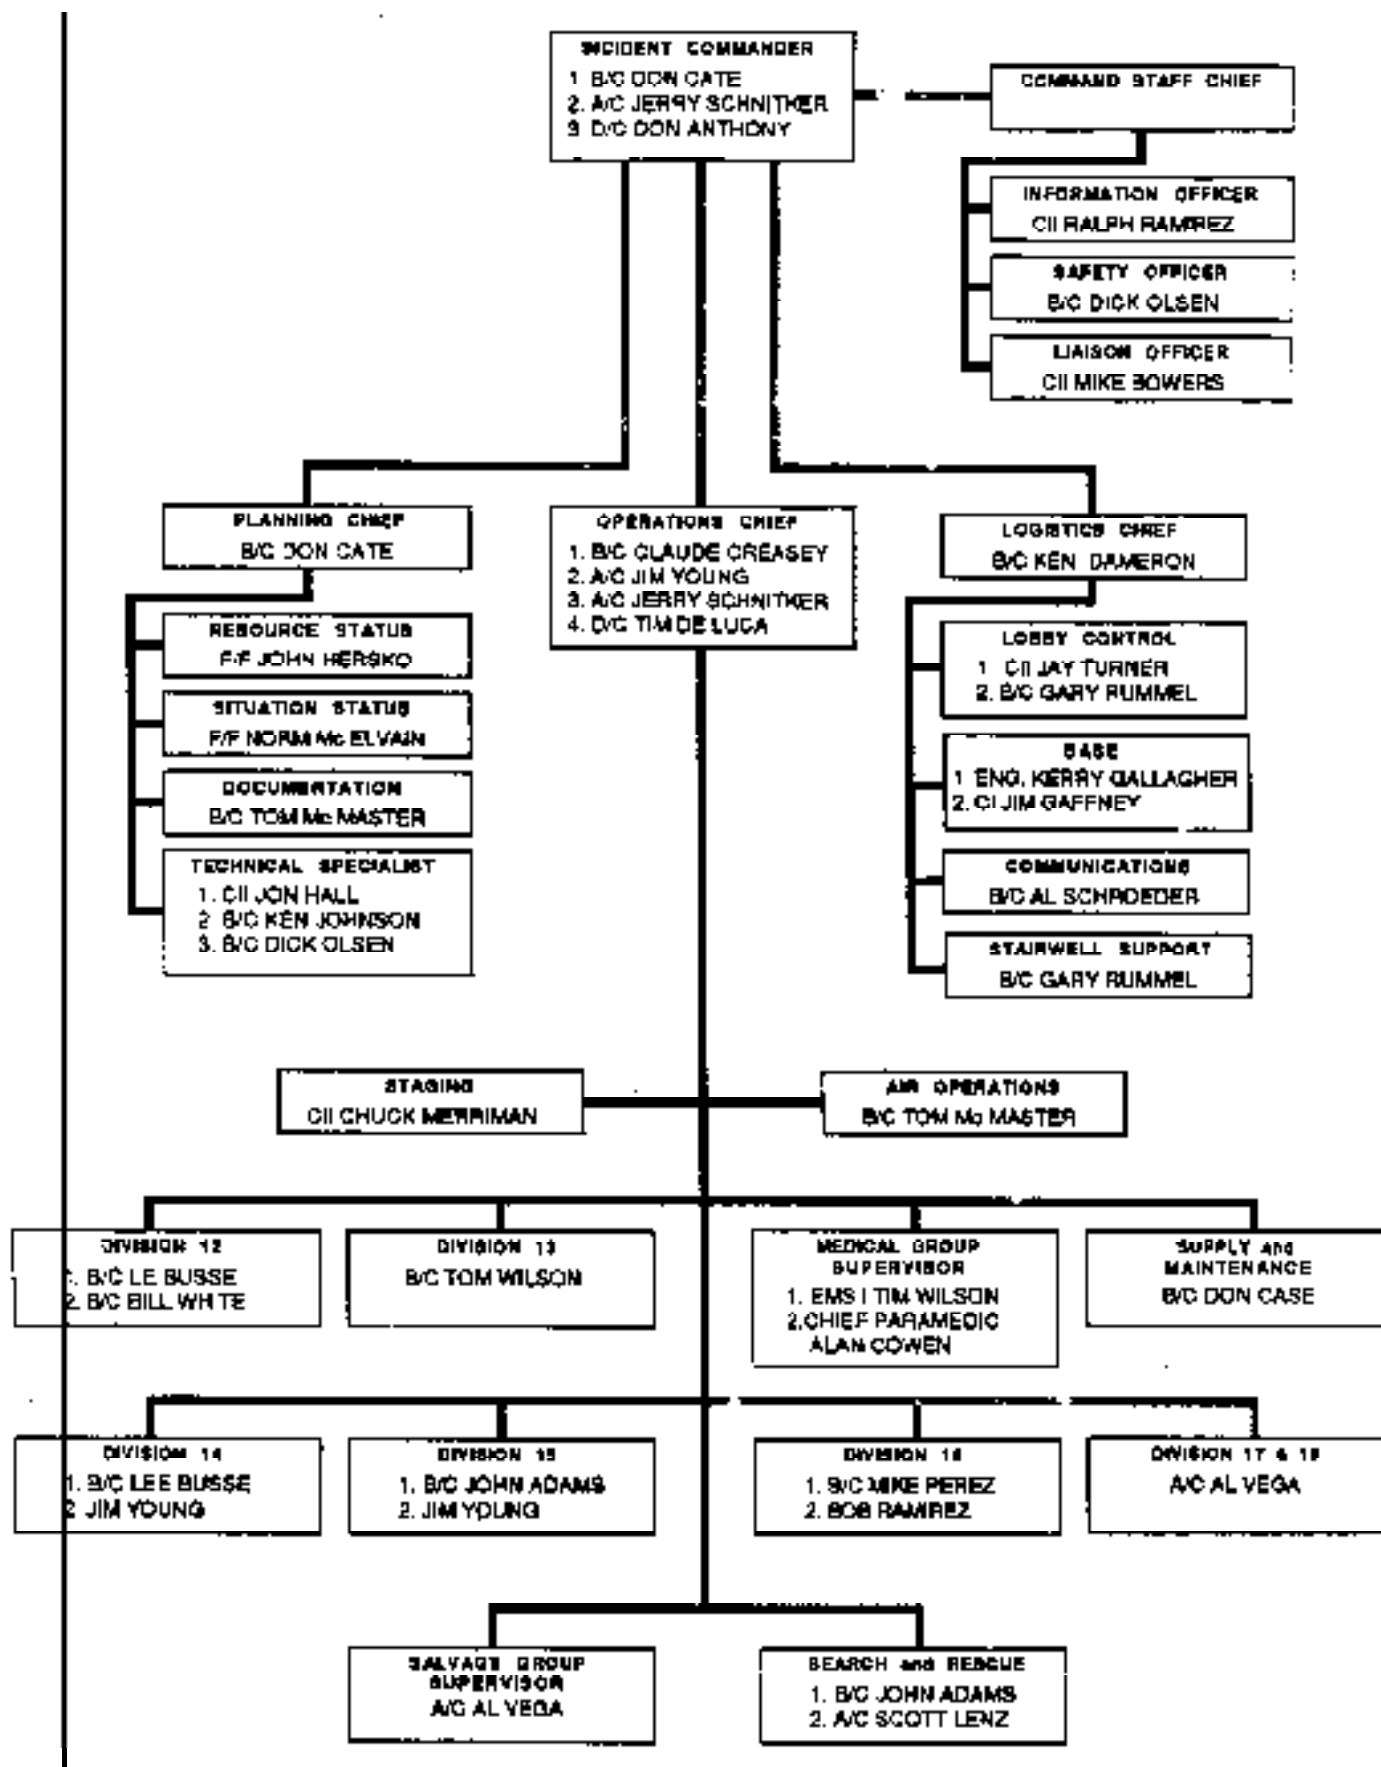 INCIDENT COMMANDER
1 B/C DON CATE
2. A/C JERRY SCHNITKER
3 D/C DON ANTHONY
COMMAND STAFF CHIEF
INFORMATION OFFICER
CII RALPH RAMIREZ
SAFETY OFFICER
B/C DICK OLSEN
LIAISON OFFICER
CII MIKE BOWERS
PLANNING CHIEF
B/C DON CATE
RESOURCE STATUS
F/F JOHN HERSKO
SITUATION STATUS
F/F NORM Mc ELVAIN
DOCUMENTATION
B/C TOM Mc MASTER
TECHNICAL SPECIALIST
1. CII JON HALL
2 B/C KEN JOHNSON
3. B/C DICK OLSEN
OPERATIONS CHIEF
1. B/C CLAUDE CREASEY
2. A/C JIM YOUNG
3. A/C JERRY SCHNITKER
4. D/C TIM DE LUCA
LOGISTICS CHIEF
B/C KEN DAMERON
LOBBY CONTROL
1 CII JAY TURNER
2. B/C GARY RUMMEL
BASE
1 ENG. KERRY GALLAGHER
2. CI JIM GAFFNEY
COMMUNICATIONS
B/C AL SCHROEDER
STAIRWELL SUPPORT
B/C GARY RUMMEL
STAGING
CII CHUCK MERRIMAN
AIR OPERATIONS
B/C TOM Mc MASTER
DIVISION 12
1. B/C LE BUSSE
2. B/C BILL WHITE
DIVISION 13
B/C TOM WILSON
MEDICAL GROUP
SUPERVISOR
1. EMS I TIM WILSON
2.CHIEF PARAMEDIC
ALAN COWEN
SUPPLY and
MAINTENANCE
B/C DON CASE
DIVISION 14
1. B/C LEE BUSSE
2 JIM YOUNG
DIVISION 15
1. B/C JOHN ADAMS
2. JIM YOUNG
DIVISION 16
1. B/C MIKE PEREZ
2. BOB RAMIREZ
DIVISION 17 &
A/C AL VEGA
SALVAGE GROUP
SUPERVISOR
A/C AL VEGA
SEARCH and RESCUE
1. B/C JOHN ADAMS
2. A/C SCOTT LENZ